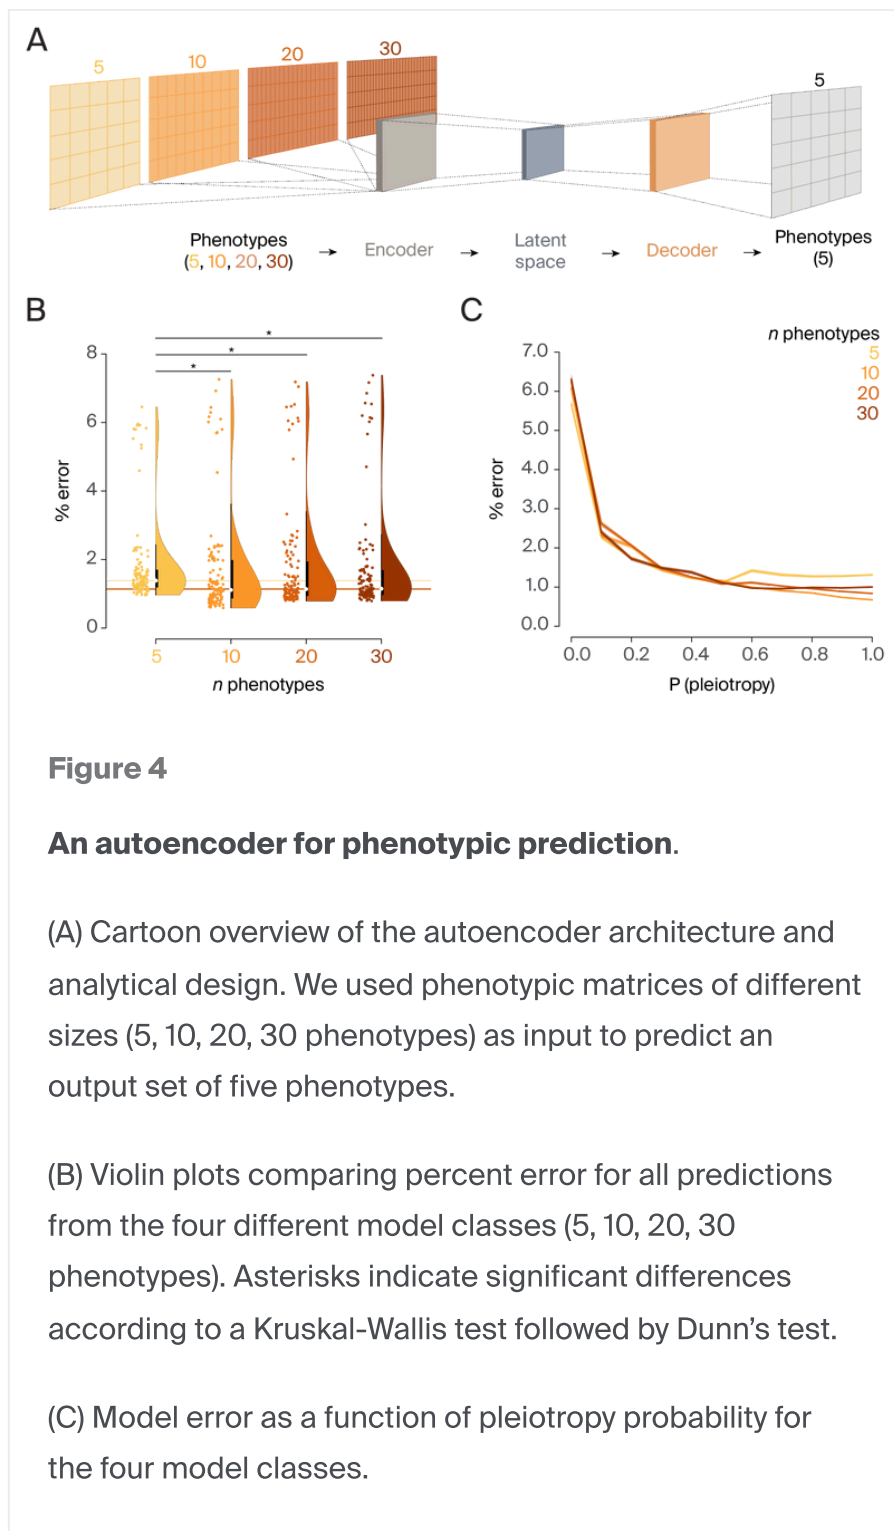 A
5
10
20
30
5
Phenotypes
(5, 10, 20, 30)
→
Encoder
→
Latent
space
→
Decoder
→
Phenotypes
(5)
B
*
*
*
8
6
4
2
0
% error
5
10
20
30
n phenotypes
C
n phenotypes
5
10
20
30
7.0
6.0
5.0
4.0
3.0
2.0
1.0
0.0
% error
0.0
0.2
0.4
0.6
0.8
1.0
P (pleiotropy)
Figure 4
An autoencoder for phenotypic prediction.
(A) Cartoon overview of the autoencoder architecture and
analytical design. We used phenotypic matrices of different
sizes (5, 10, 20, 30 phenotypes) as input to predict an
output set of five phenotypes.
(B) Violin plots comparing percent error for all predictions
from the four different model classes (5, 10, 20, 30
phenotypes). Asterisks indicate significant differences
according to a Kruskal-Wallis test followed by Dunn’s test.
(C) Model error as a function of pleiotropy probability for
the four model classes.